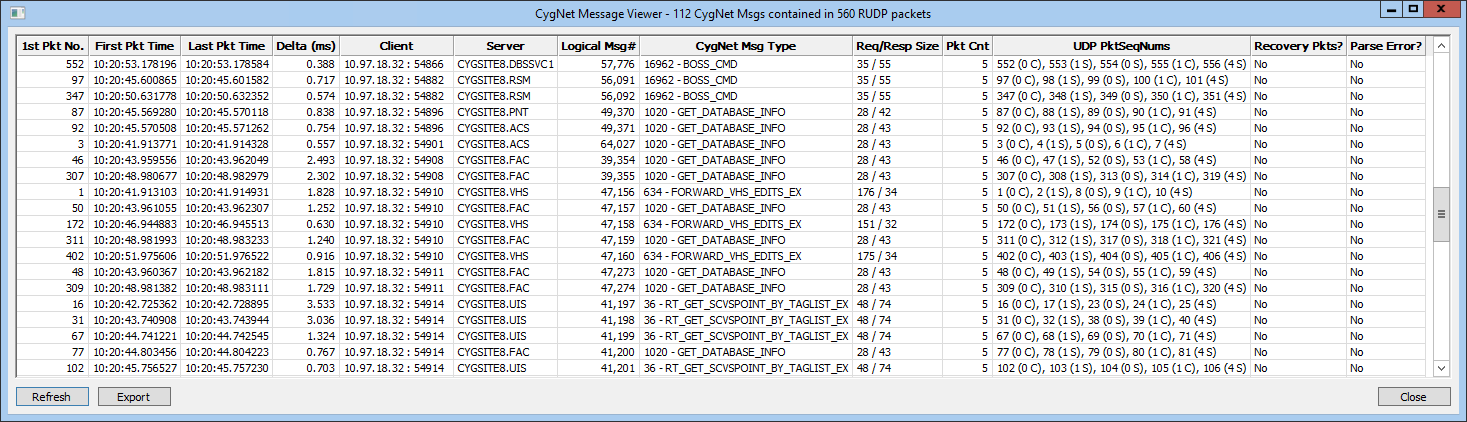 CygNet Message Viewer - 112 CygNet Msgs contained in 560 RUDP packets
1st Pkt No. First Pkt Time Last Pkt Time Delta (ms) Client Server Logical Msg# CygNet Msg Type Req/Resp Size Pkt Cnt UDP PktSeqNums Recovery Pkts? Parse Error?
552 10:20:53.178196 10:20:53.178584 0.388 10.97.18.32 : 54866 CYGSITE8.DBSSVC1 57,776 16962 - BOSS_CMD 35 / 55 5 552 (0 C), 553 (1 S), 554 (0 S), 555 (1 C), 556 (4 S) No No
97 10:20:45.600865 10:20:45.601582 0.717 10.97.18.32 : 54882 CYGSITE8.RSM 56,091 16962 - BOSS_CMD 35 / 55 5 97 (0 C), 98 (1 S), 99 (0 S), 100 (1 C), 101 (4 S) No No
347 10:20:50.631778 10:20:50.632352 0.574 10.97.18.32 : 54882 CYGSITE8.RSM 56,092 16962 - BOSS_CMD 35 / 55 5 347 (0 C), 348 (1 S), 349 (0 S), 350 (1 C), 351 (4 S) No No
87 10:20:45.569280 10:20:45.570118 0.838 10.97.18.32 : 54896 CYGSITE8.PNT 49,370 1020 - GET_DATABASE_INFO 28 / 42 5 87 (0 C), 88 (1 S), 89 (0 S), 90 (1 C), 91 (4 S) No No
92 10:20:45.570508 10:20:45.571262 0.754 10.97.18.32 : 54896 CYGSITE8.ACS 49,371 1020 - GET_DATABASE_INFO 28 / 43 5 92 (0 C), 93 (1 S), 94 (0 S), 95 (1 C), 96 (4 S) No No
3 10:20:41.913771 10:20:41.914328 0.557 10.97.18.32 : 54901 CYGSITE8.ACS 64,027 1020 - GET_DATABASE_INFO 28 / 43 5 3 (0 C), 4 (1 S), 5 (0 S), 6 (1 C), 7 (4 S) No No
46 10:20:43.959556 10:20:43.962049 2.493 10.97.18.32 : 54908 CYGSITE8.FAC 39,354 1020 - GET_DATABASE_INFO 28 / 43 5 46 (0 C), 47 (1 S), 52 (0 S), 53 (1 C), 58 (4 S) No No
307 10:20:48.980677 10:20:48.982979 2.302 10.97.18.32 : 54908 CYGSITE8.FAC 39,355 1020 - GET_DATABASE_INFO 28 / 43 5 307 (0 C), 308 (1 S), 313 (0 S), 314 (1 C), 319 (4 S) No No
1 10:20:41.913103 10:20:41.914931 1.828 10.97.18.32 : 54910 CYGSITE8.VHS 47,156 634 - FORWARD_VHS_EDITS_EX 176 / 34 5 1 (0 C), 2 (1 S), 8 (0 S), 9 (1 C), 10 (4 S) No No
50 10:20:43.961055 10:20:43.962307 1.252 10.97.18.32 : 54910 CYGSITE8.FAC 47,157 1020 - GET_DATABASE_INFO 28 / 43 5 50 (0 C), 51 (1 S), 56 (0 S), 57 (1 C), 60 (4 S) No No
172 10:20:46.944883 10:20:46.945513 0.630 10.97.18.32 : 54910 CYGSITE8.VHS 47,158 634 - FORWARD_VHS_EDITS_EX 151 / 32 5 172 (0 C), 173 (1 S), 174 (0 S), 175 (1 C), 176 (4 S) No No
311 10:20:48.981993 10:20:48.983233 1.240 10.97.18.32 : 54910 CYGSITE8.FAC 47,159 1020 - GET_DATABASE_INFO 28 / 43 5 311 (0 C), 312 (1 S), 317 (0 S), 318 (1 C), 321 (4 S) No No
402 10:20:51.975606 10:20:51.976522 0.916 10.97.18.32 : 54910 CYGSITE8.VHS 47,160 634 - FORWARD_VHS_EDITS_EX 175 / 34 5 402 (0 C), 403 (1 S), 404 (0 S), 405 (1 C), 406 (4 S) No No
48 10:20:43.960367 10:20:43.962182 1.815 10.97.18.32 : 54911 CYGSITE8.FAC 47,273 1020 - GET_DATABASE_INFO 28 / 43 5 48 (0 C), 49 (1 S), 54 (0 S), 55 (1 C), 59 (4 S) No No
309 10:20:48.981382 10:20:48.983111 1.729 10.97.18.32 : 54911 CYGSITE8.FAC 47,274 1020 - GET_DATABASE_INFO 28 / 43 5 309 (0 C), 310 (1 S), 315 (0 S), 316 (1 C), 320 (4 S) No No
16 10:20:42.725362 10:20:42.728895 3.533 10.97.18.32 : 54914 CYGSITE8.UIS 41,197 36 - RT_GET_SCVSPOINT_BY_TAGLIST_EX 48 / 74 5 16 (0 C), 17 (1 S), 23 (0 S), 24 (1 C), 25 (4 S) No No
31 10:20:43.740908 10:20:43.743944 3.036 10.97.18.32 : 54914 CYGSITE8.UIS 41,198 36 - RT_GET_SCVSPOINT_BY_TAGLIST_EX 48 / 74 5 31 (0 C), 32 (1 S), 38 (0 S), 39 (1 C), 40 (4 S) No No
67 10:20:44.741221 10:20:44.742545 1.324 10.97.18.32 : 54914 CYGSITE8.UIS 41,199 36 - RT_GET_SCVSPOINT_BY_TAGLIST_EX 48 / 74 5 67 (0 C), 68 (1 S), 69 (0 S), 70 (1 C), 71 (4 S) No No
77 10:20:44.803456 10:20:44.804223 0.767 10.97.18.32 : 54914 CYGSITE8.FAC 41,200 1020 - GET_DATABASE_INFO 28 / 43 5 77 (0 C), 78 (1 S), 79 (0 S), 80 (1 C), 81 (4 S) No No
102 10:20:45.756527 10:20:45.757230 0.703 10.97.18.32 : 54914 CYGSITE8.UIS 41,201 36 - RT_GET_SCVSPOINT_BY_TAGLIST_EX 48 / 74 5 102 (0 C), 103 (1 S), 104 (0 S), 105 (1 C), 106 (4 S) No No
Refresh Export Close